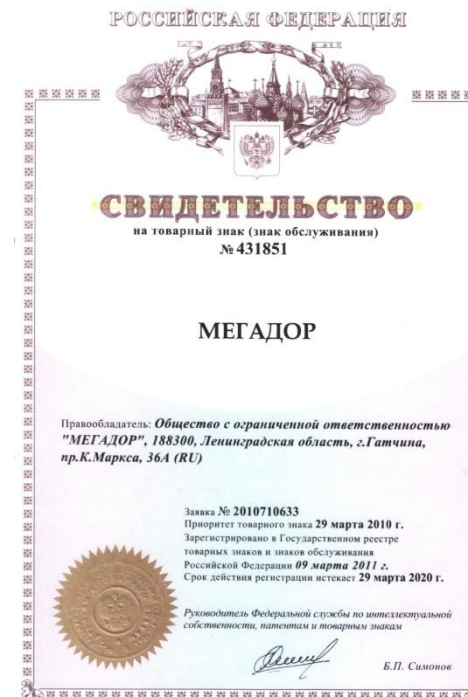 РОССИЙСКАЯ ФЕДЕРАЦИЯ
СВИДЕТЕЛЬСТВО
на товарный знак (знак обслуживания)
№ 431851
МЕГАДОР
Правообладатель: Общество с ограниченной ответственностью
"МЕГАДОР", 188300, Ленинградская область, г.Гатчина,
пр.К.Маркса, 36А (RU)
Заявка № 2010710633
Приоритет товарного знака 29 марта 2010 г.
Зарегистрировано в Государственном реестре
товарных знаков и знаков обслуживания
Российской Федерации 09 марта 2011 г.
Срок действия регистрации истекает 29 марта 2020 г.
Руководитель Федеральной службы по интеллектуальной
собственности, патентам и товарным знакам
Б.П. Симонов